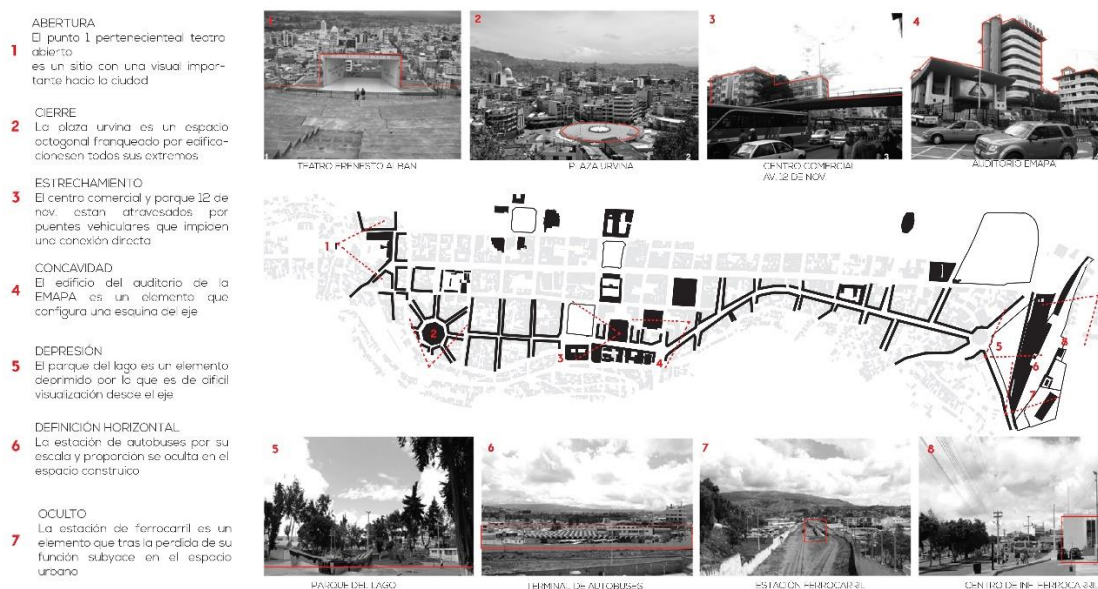 ABERTURA
1
El punto 1 pertenecienteal teatro
abierto
es un sitio con una visual impor-
tante hacia la ciudad
CIERRE
2
La plaza urvina es un espacio
octogonal franqueado por edifica-
cionesen todos sus extremos
ESTRECHAMIENTO
3
El centro comercial y parque 12 de
nov. estan atravesados por
puentes vehiculares que impiden
una conexión directa
CONCAVIDAD
4
El edificio del auditorio de la
EMAPA es un elemento que
configura una esquina del eje
DEPRESIÓN
5
El parque del lago es un elemento
deprimido por lo que es de dificil
visualización desde el eje
DEFINICIÓN HORIZONTAL
6
La estación de autobuses por su
escala y proporción se oculta en el
espacio construico
OCULTO
7
La estación de ferrocarril es un
elemento que tras la perdida de su
función subyace en el espacio
urbano
1
TEATRO ERENESTO ALBAN
2
2
PLAZA URVINA
3
3
CENTRO COMERCIAL
AV. 12 DE NOV.
4
AUDITORIO EMAPA
1
2
3
4
5
6
7
8
5
PARQUE DEL LAGO
6
TERMINAL DE AUTOBUSES
7
ESTACION FERROCARRIL
8
CENTRO DE INF. FERROCARRIL